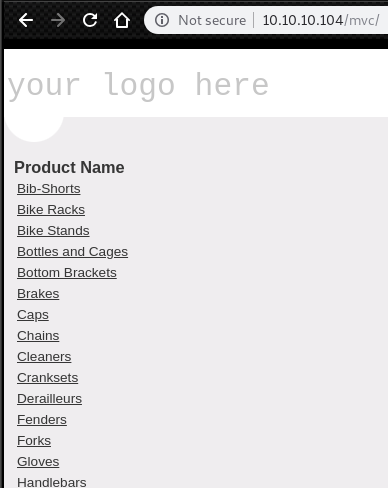 Not secure 10.10.10.104/mvc/
your logo here
Product Name
Bib-Shorts
Bike Racks
Bike Stands
Bottles and Cages
Bottom Brackets
Brakes
Caps
Chains
Cleaners
Cranksets
Derailleurs
Fenders
Forks
Gloves
Handlebars